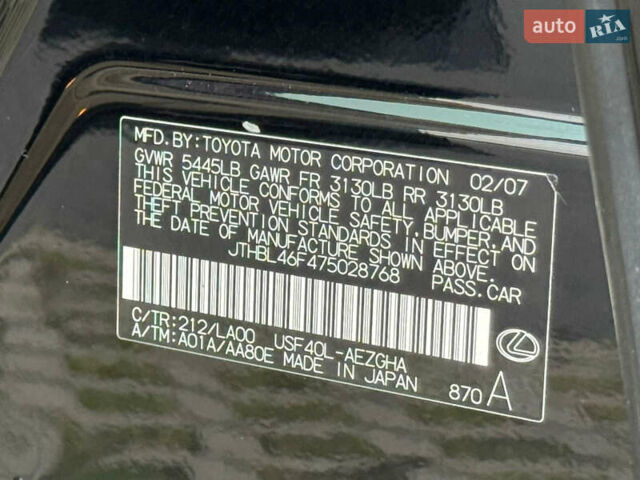 auto RIA .com
MFD. BY: TOYOTA MOTOR CORPORATION 02/07
GVWR 5445LB GAWR FR 3130LB RR 3130LB
THIS VEHICLE CONFORMS TO ALL APPLICABLE
FEDERAL MOTOR VEHICLE SAFETY, BUMPER, AND
THEFT PREVENTION STANDARDS IN EFFECT ON
THE DATE OF MANUFACTURE SHOWN ABOVE.
JTHBL46F475028768 PASS.CAR
C/TR:212/LA00 USF40L-AEZGHA
A/TM:A01A/AA80E MADE IN JAPAN 870 A